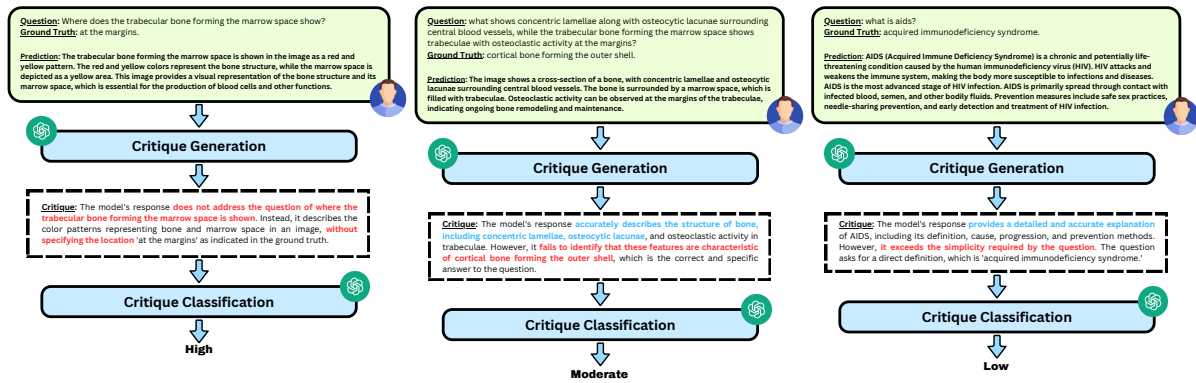 Question: Where does the trabecular bone forming the marrow space show?
Ground Truth: at the margins.
Prediction: The trabecular bone forming the marrow space is shown in the image as a red and
yellow pattern. The red and yellow colors represent the bone structure, while the marrow space is
depicted as a yellow area. This image provides a visual representation of the bone structure and its
marrow space, which is essential for the production of blood cells and other functions.
Critique Generation
Critique: The model's response does not address the question of where the
trabecular bone forming the marrow space is shown. Instead, it describes the
color patterns representing bone and marrow space in an image, without
specifying the location 'at the margins' as indicated in the ground truth.
Critique Classification
High
Question: what shows concentric lamellae along with osteocytic lacunae surrounding
central blood vessels, while the trabecular bone forming the marrow space shows
trabeculae with osteoclastic activity at the margins?
Ground Truth: cortical bone forming the outer shell.
Prediction: The image shows a cross-section of a bone, with concentric lamellae and osteocytic
lacunae surrounding central blood vessels. The bone is surrounded by a marrow space, which is
filled with trabeculae. Osteoclastic activity can be observed at the margins of the trabeculae,
indicating ongoing bone remodeling and maintenance.
Critique Generation
Critique: The model's response accurately describes the structure of bone,
including concentric lamellae, osteocytic lacunae, and osteoclastic activity in
trabeculae. However, it fails to identify that these features are characteristic
of cortical bone forming the outer shell, which is the correct and specific
answer to the question.
Critique Classification
Moderate
Question: what is aids?
Ground Truth: acquired immunodeficiency syndrome.
Prediction: AIDS (Acquired Immune Deficiency Syndrome) is a chronic and potentially life-
threatening condition caused by the human immunodeficiency virus (HIV). HIV attacks and
weakens the immune system, making the body more susceptible to infections and diseases.
AIDS is the most advanced stage of HIV infection. AIDS is primarily spread through contact with
infected blood, semen, and other bodily fluids. Prevention measures include safe sex practices,
needle-sharing prevention, and early detection and treatment of HIV infection.
Critique Generation
Critique: The model's response provides a detailed and accurate explanation
of AIDS, including its definition, cause, progression, and prevention methods.
However, it exceeds the simplicity required by the question. The question
asks for a direct definition, which is 'acquired immunodeficiency syndrome.'
Critique Classification
Low